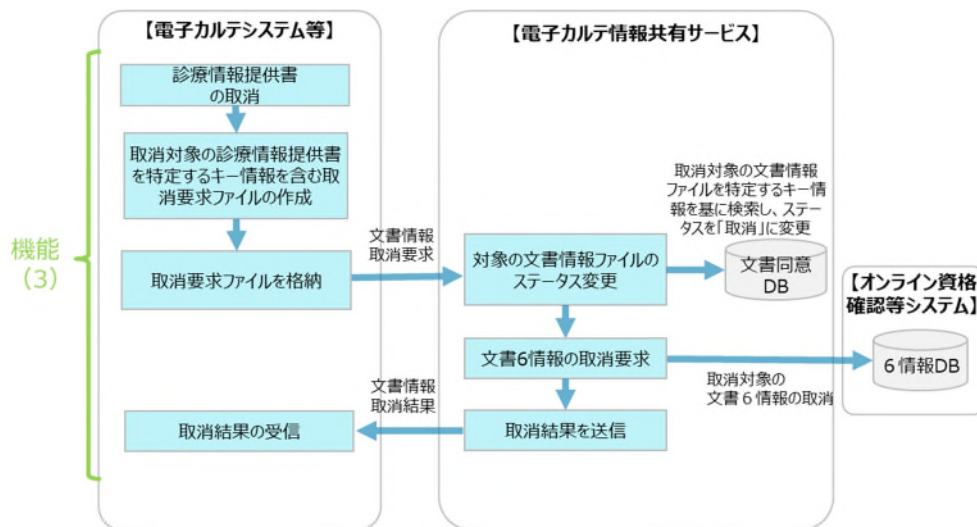 【電子カルテシステム等】
【電子カルテ情報共有サービス】
診療情報提供書
の取消
取消対象の診療情報提供書
を特定するキー情報を含む取
消要求ファイルの作成
取消要求ファイルを格納
機能
(3)
文書情報
取消要求
対象の文書情報ファイルの
ステータス変更
取消対象の文書情報
ファイルを特定するキー情
報を基に検索し、ステー
タスを「取消」に変更
文書同意
DB
【オンライン資格
確認等システム】
6情報DB
文書6情報の取消要求
取消対象の
文書6情報の取消
文書情報
取消結果
取消結果の受信
取消結果を送信